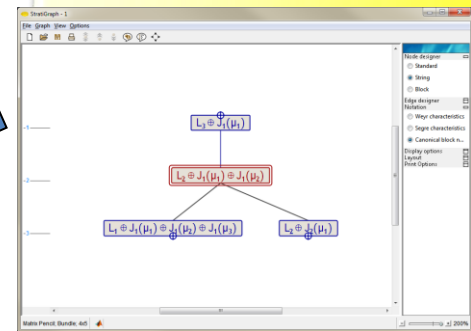 StratiGraph - 1
File Graph View Options
Node designer
Standard
String
Block
Edge designer
Notation
Weyr characteristics
Segre characteristics
Canonical block n...
Display options
Layout
Print Options
-1
L₃ ⊕ J₁(μ₁)
-2
L₂ ⊕ J₁(μ₁) ⊕ J₁(μ₂)
-3
L₁ ⊕ J₁(μ₁) ⊕ J₁(μ₂) ⊕ J₁(μ₃) L₂ ⊕ J₁(μ₁)
Matrix Pencil: Bundle, 4x5
200%